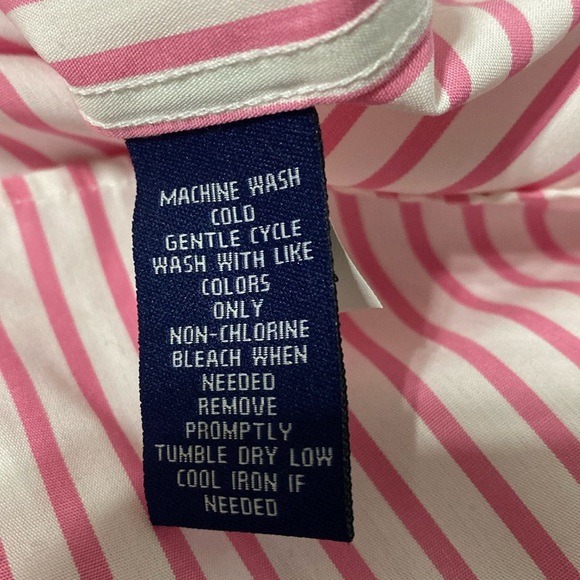 MACHINE WASH
COLD
GENTLE CYCLE
WASH WITH LIKE
COLORS
ONLY
NON-CHLORINE
BLEACH WHEN
NEEDED
REMOVE
PROMPTLY
TUMBLE DRY LOW
COOL IRON IF
NEEDED